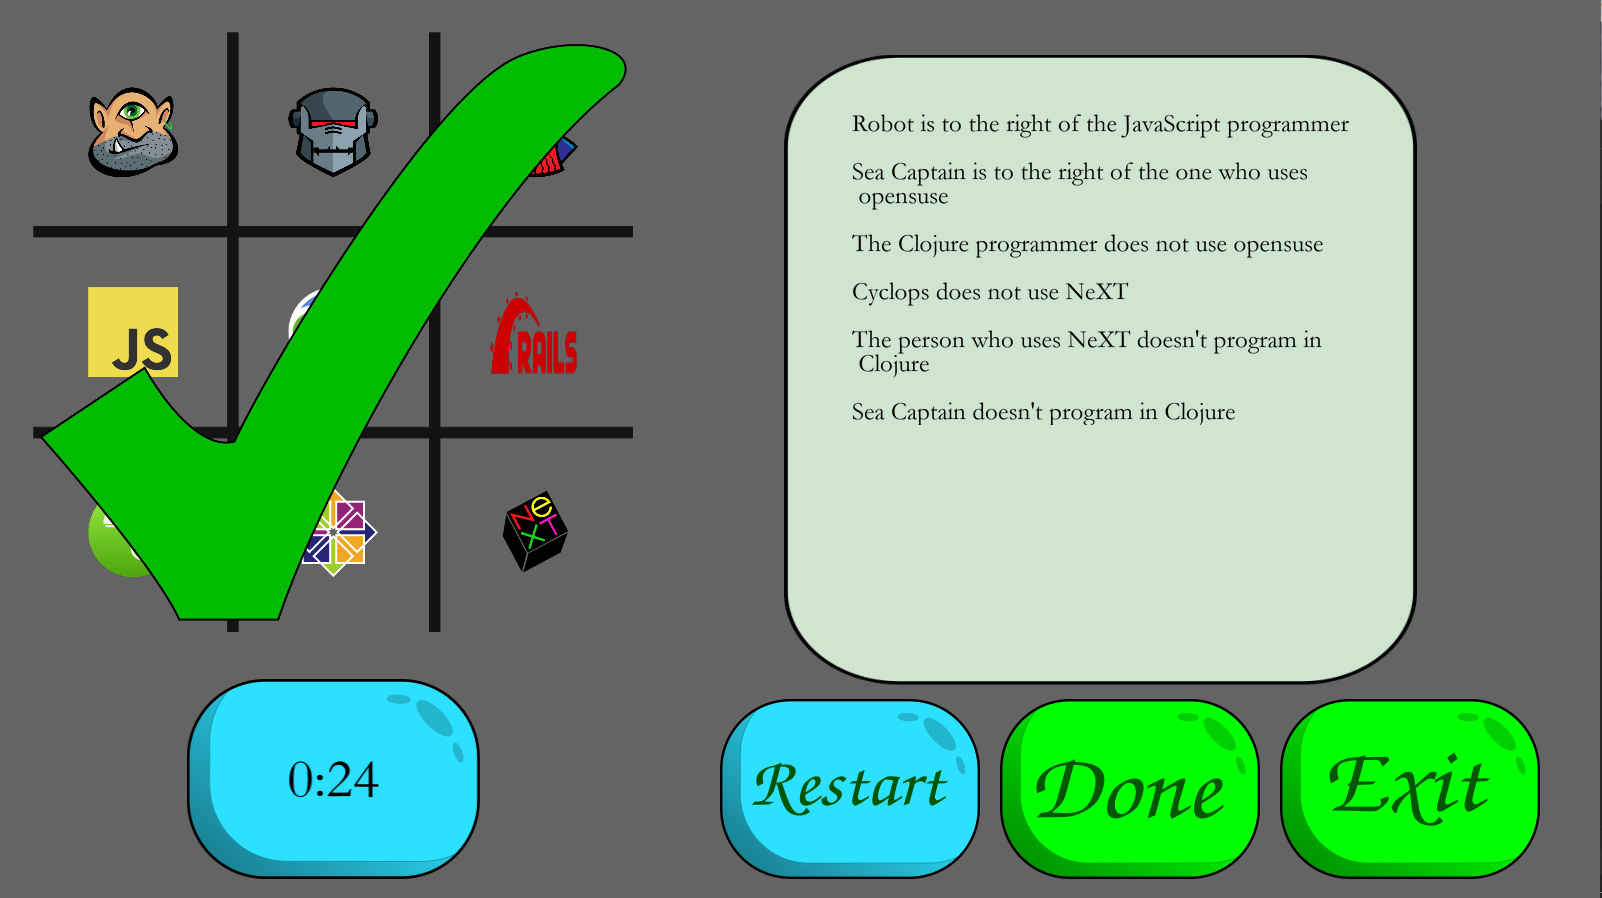 Robot is to the right of the JavaScript programmer
Sea Captain is to the right of the one who uses
opensuse
The Clojure programmer does not use opensuse
Cyclops does not use NeXT
The person who uses NeXT doesn't program in
Clojure
Sea Captain doesn't program in Clojure
JS
RAILS
NeXT
0:24
Restart
Done
Exit